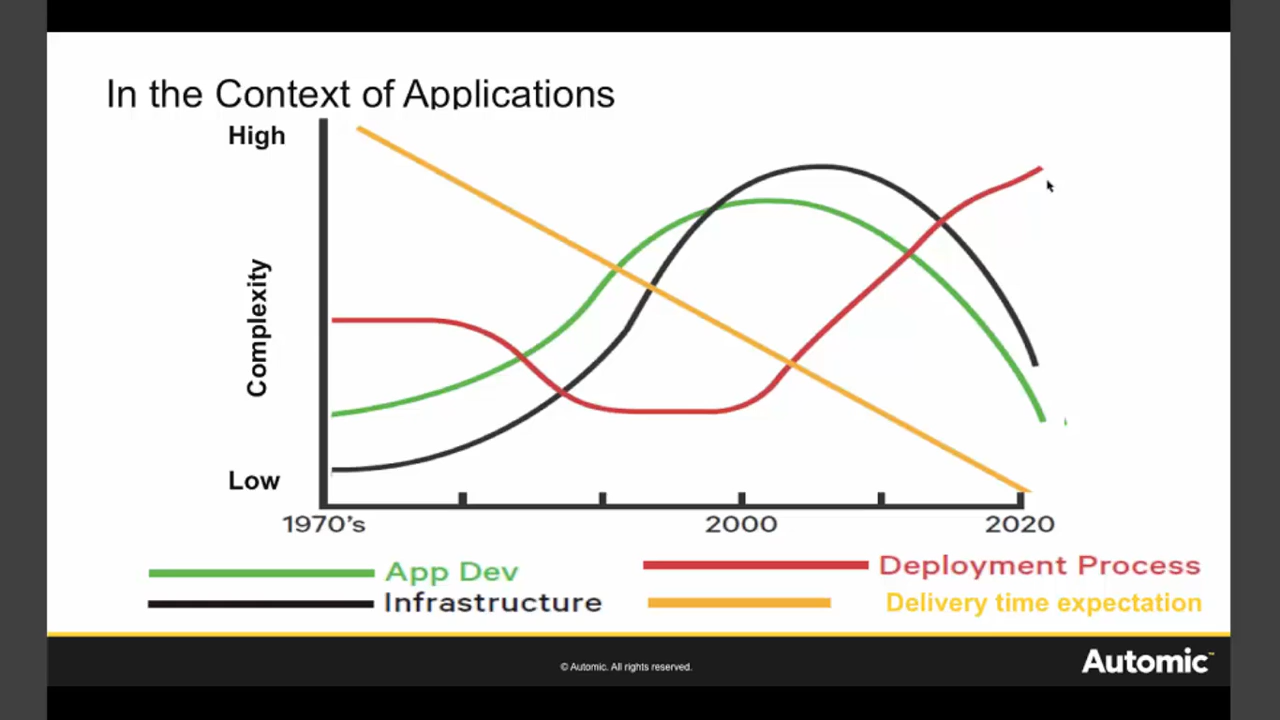 In the Context of Applications
High
Complexity
Low
1970's
2000
2020
App Dev
Deployment Process
Infrastructure
Delivery time expectation
© Automic. All rights reserved.
Automic™